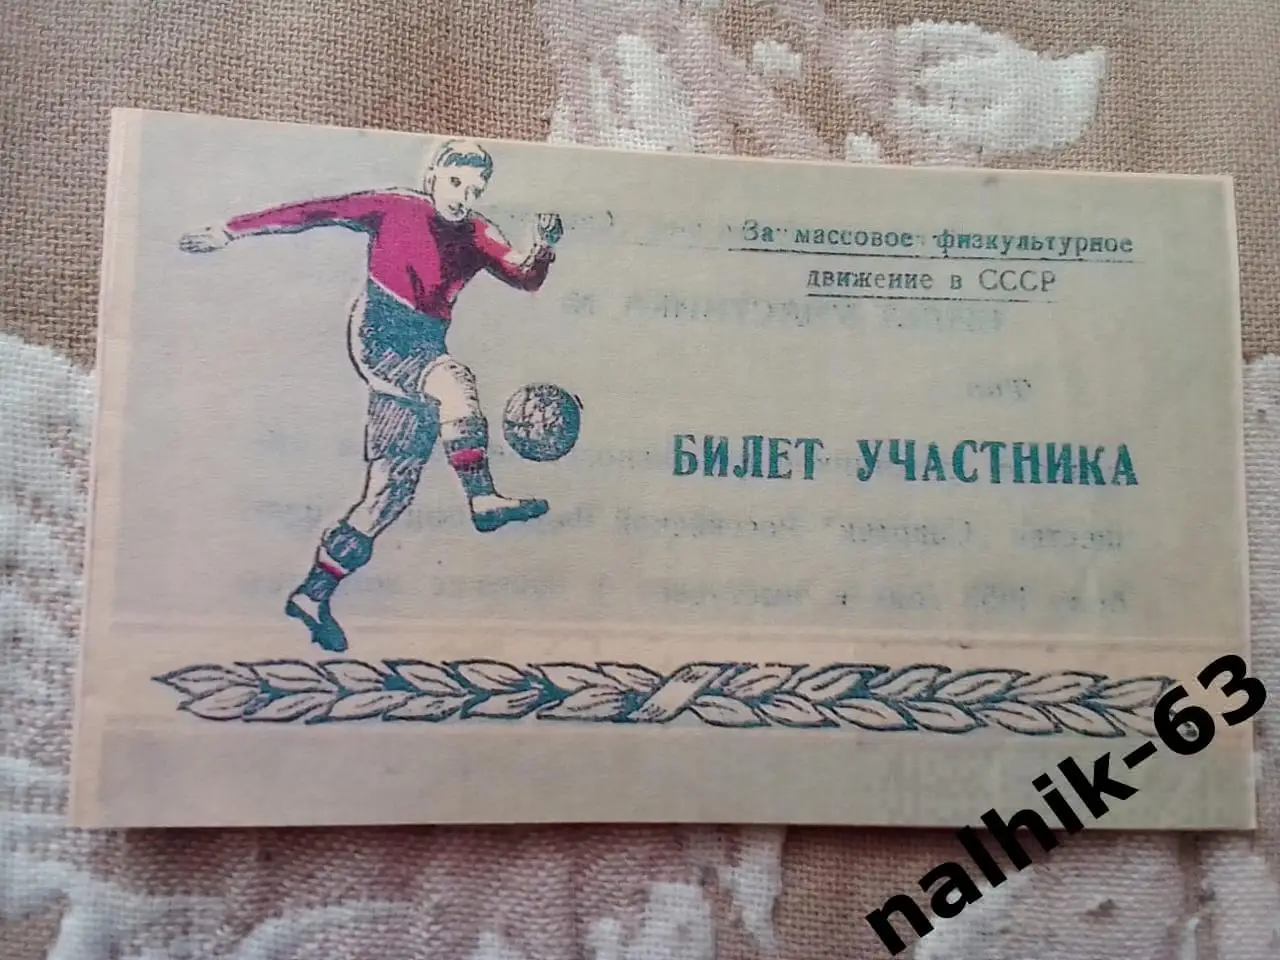 За массовое физкультурное
движение в СССР
БИЛЕТ УЧАСТНИКА
nalhik-63